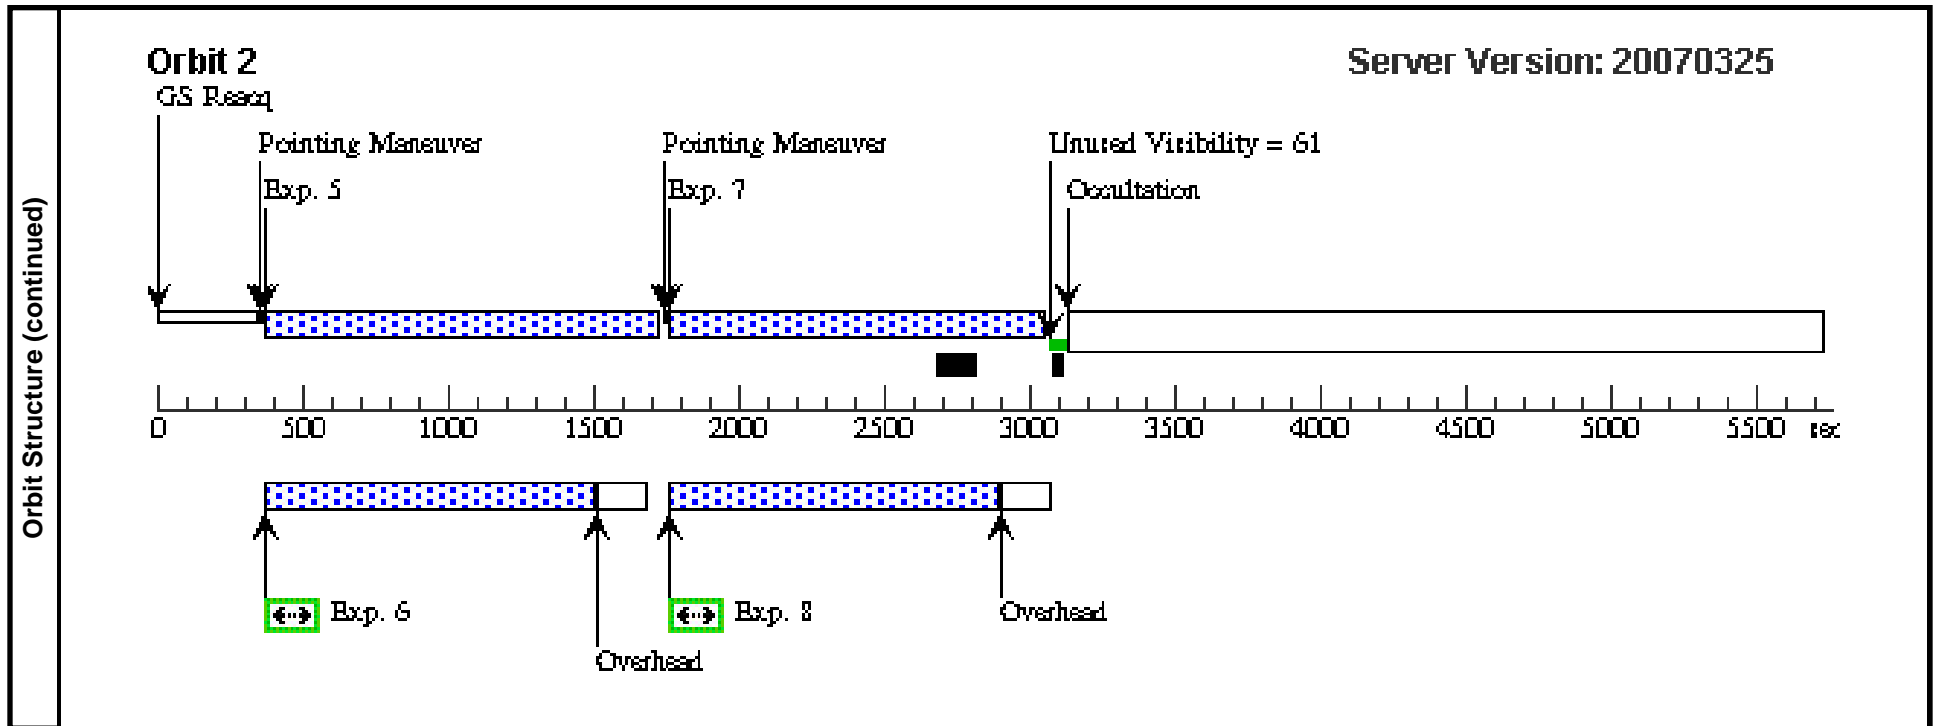 Orbit Structure (continued)
Orbit 2
Server Version: 20070325
GS Reacq
Pointing Maneuver
Pointing Maneuver
Unused Visibility = 61
Exp. 5
Exp. 7
Occultation
0 500 1000 1500 2000 2500 3000 3500 4000 4500 5000 5500 sec
Exp. 6
Exp. 8
Overhead
Overhead